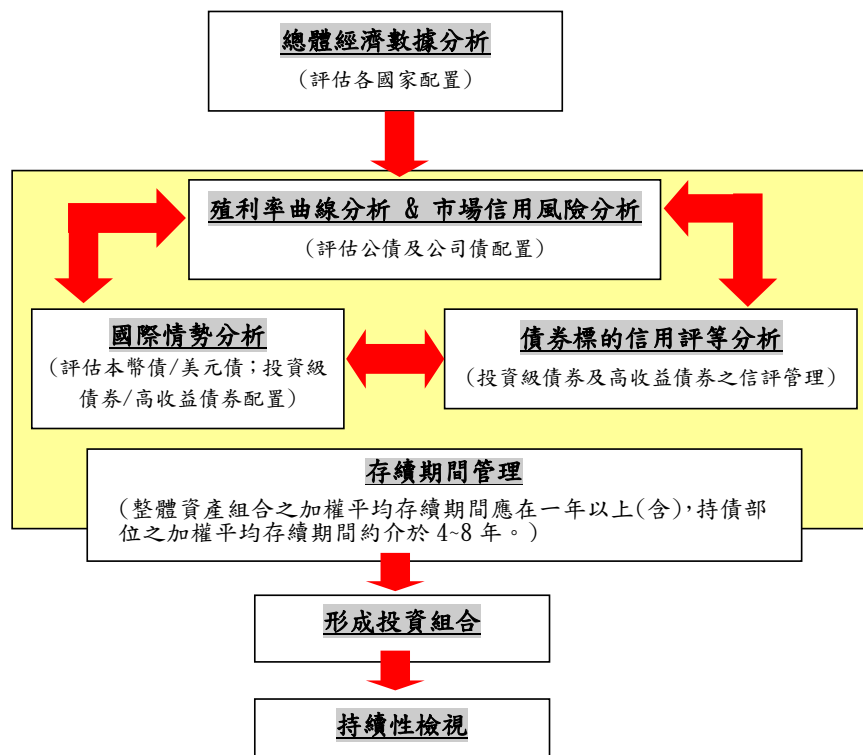 總體經濟數據分析
（評估各國家配置）
殖利率曲線分析 & 市場信用風險分析
（評估公債及公司債配置）
國際情勢分析
（評估本幣債/美元債；投資級
債券/高收益債券配置）
債券標的信用評等分析
（投資級債券及高收益債券之信評管理）
存續期間管理
（整體資產組合之加權平均存續期間應在一年以上(含)，持債部
位之加權平均存續期間約介於 4~8 年。）
形成投資組合
持續性檢視